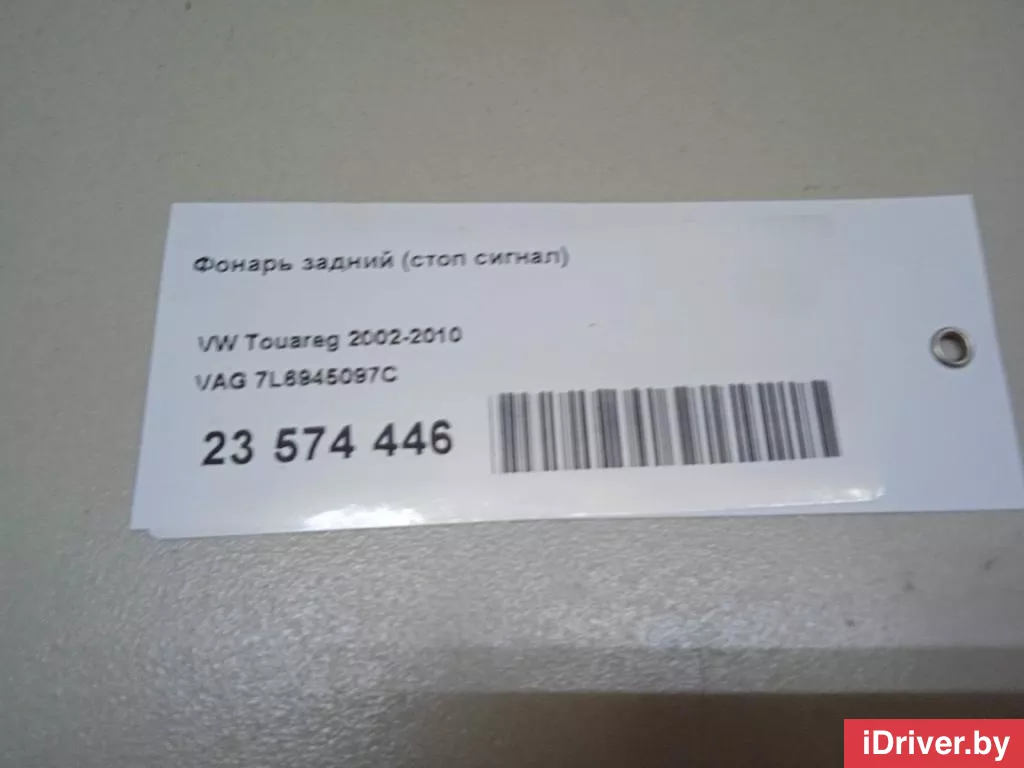 Фонарь задний (стоп сигнал)
VW Touareg 2002-2010
VAG 7L6945097C
23 574 446
iDriver.by